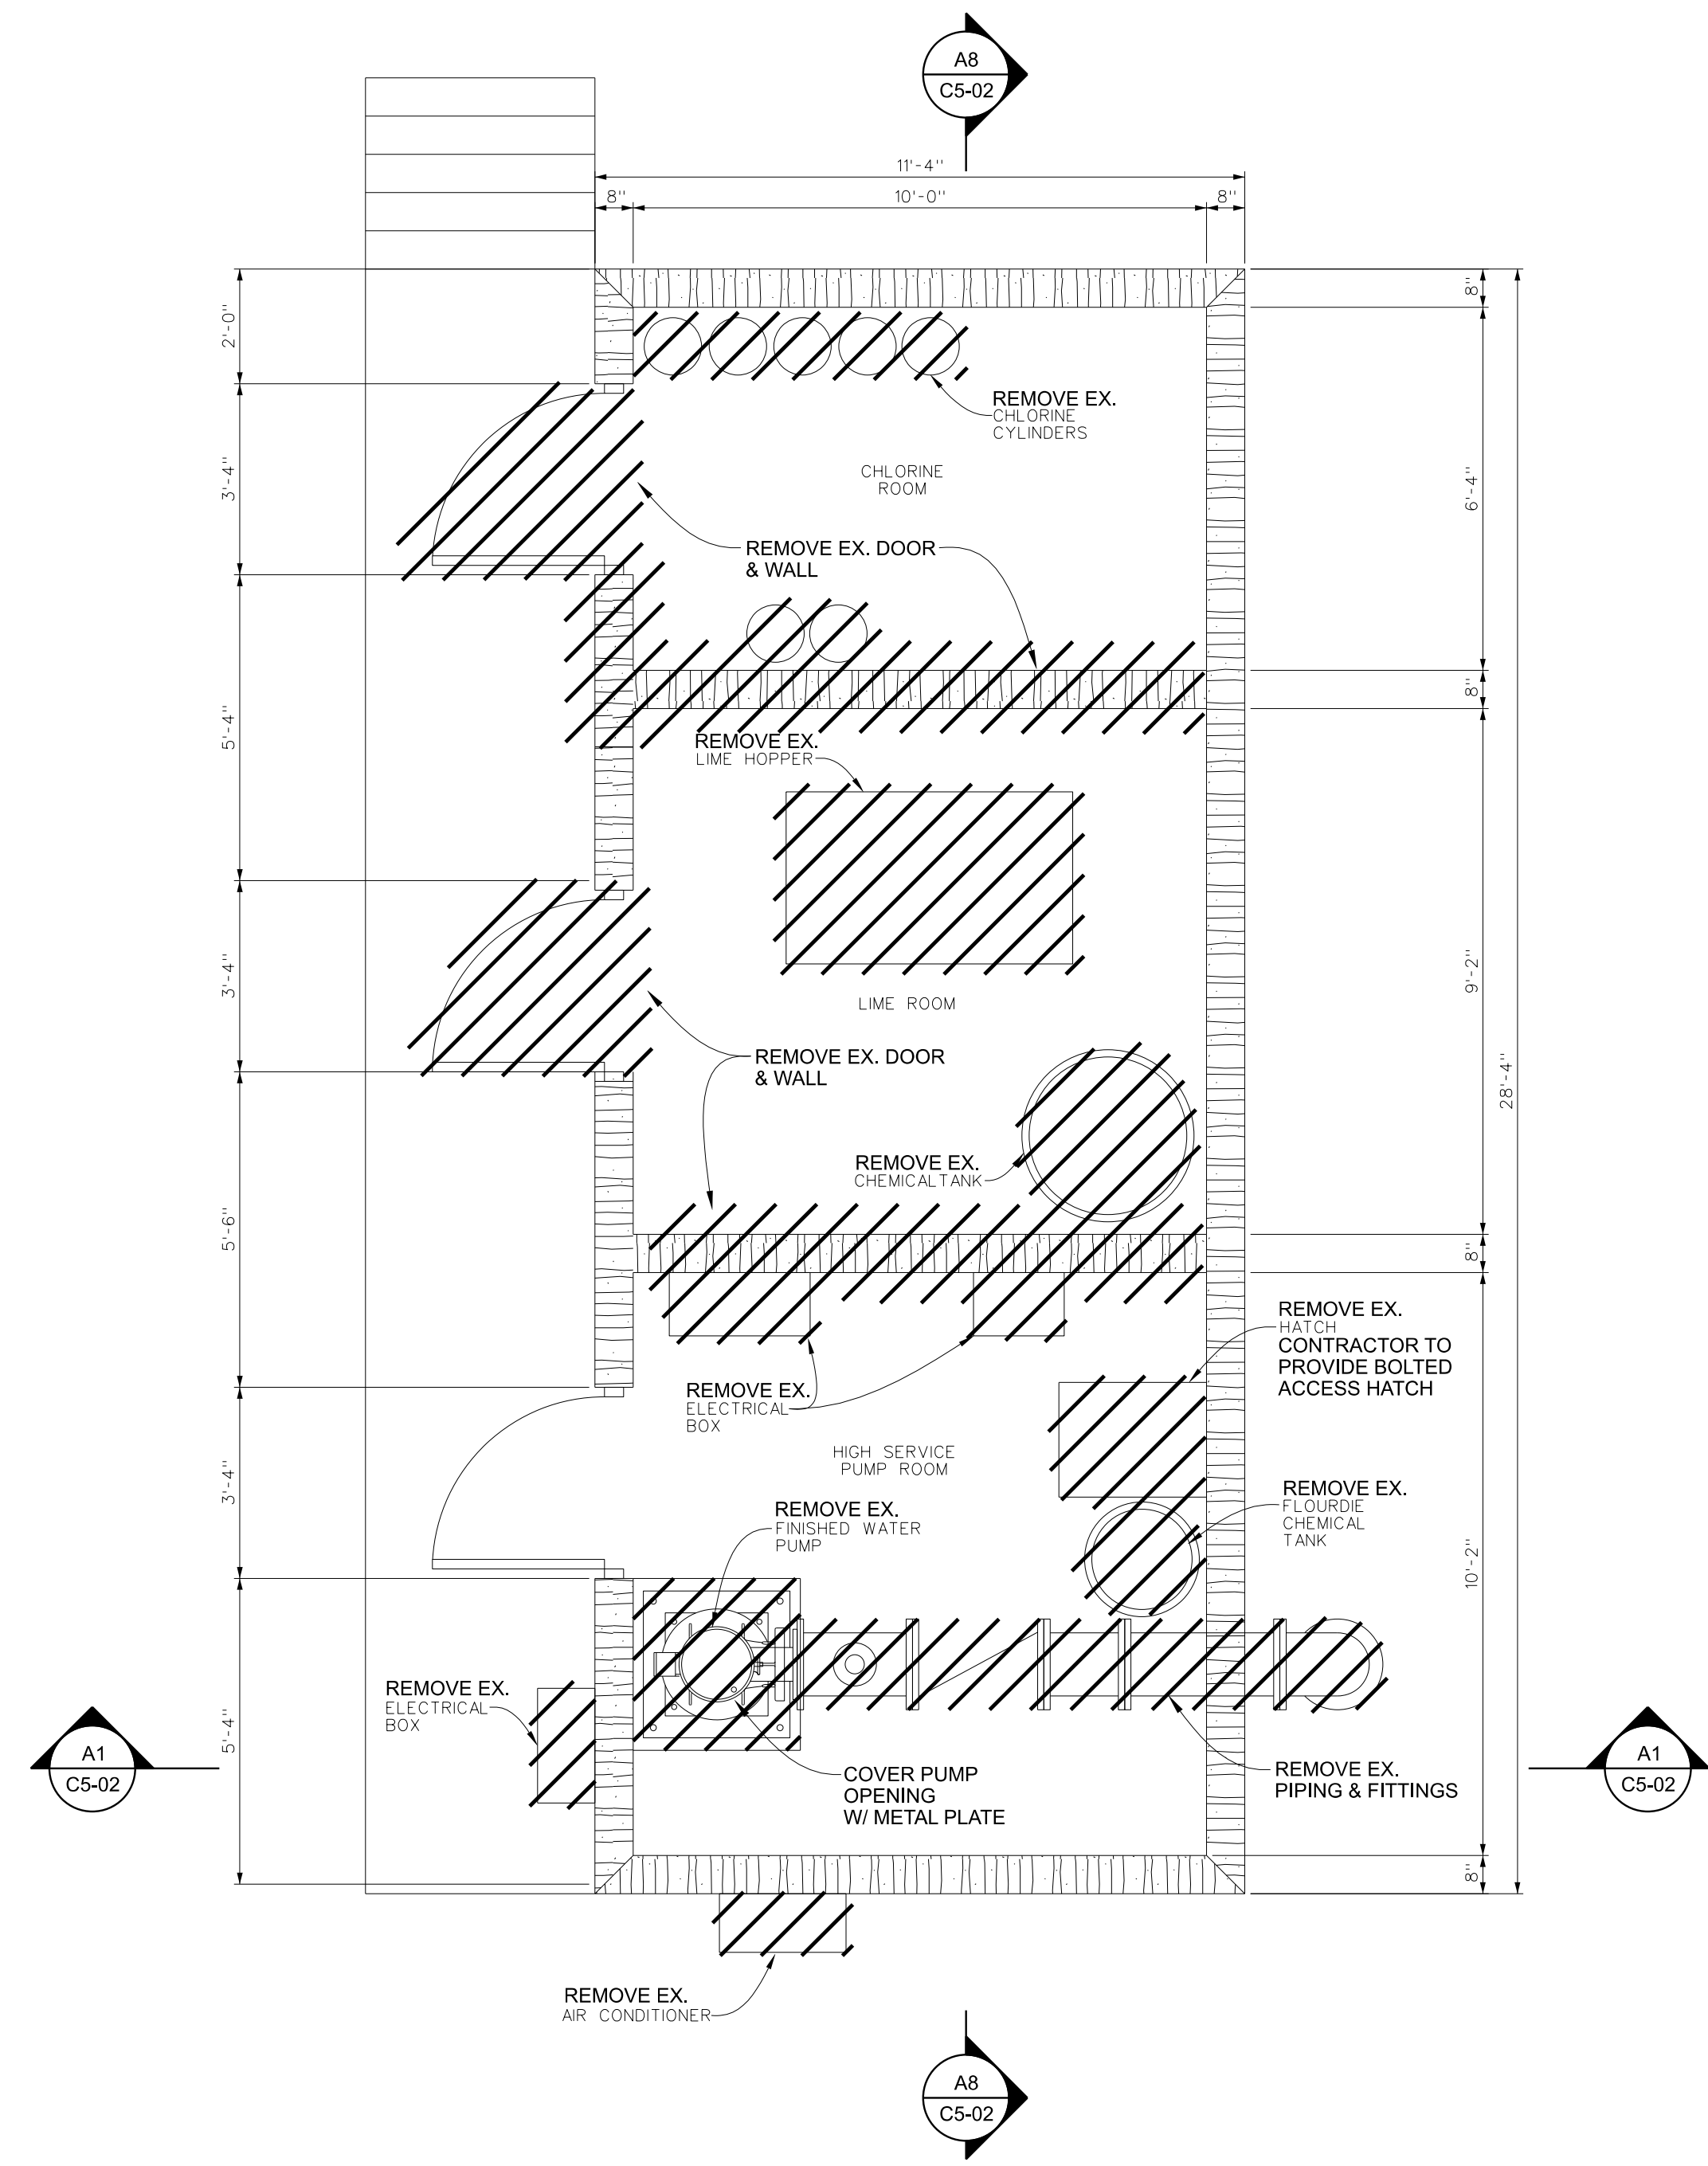 A8
C5-02
11'-4"
8"
10'-0"
8"
2'-0"
8"
REMOVE EX.
CHLORINE
CYLINDERS
CHLORINE
ROOM
3'-4"
6'-4"
REMOVE EX. DOOR
& WALL
8"
5'-4"
REMOVE EX.
LIME HOPPER
3'-4"
9'-2"
LIME ROOM
REMOVE EX. DOOR
& WALL
28'-4"
REMOVE EX.
CHEMICAL TANK
5'-6"
8"
REMOVE EX.
HATCH
CONTRACTOR TO
PROVIDE BOLTED
ACCESS HATCH
REMOVE EX.
ELECTRICAL
BOX
HIGH SERVICE
PUMP ROOM
3'-4"
REMOVE EX.
FLOURDIE
CHEMICAL
TANK
REMOVE EX.
FINISHED WATER
PUMP
10'-2"
REMOVE EX.
ELECTRICAL
BOX
5'-4"
A1
C5-02
A1
C5-02
COVER PUMP
OPENING
W/ METAL PLATE
REMOVE EX.
PIPING & FITTINGS
8"
REMOVE EX.
AIR CONDITIONER
A8
C5-02